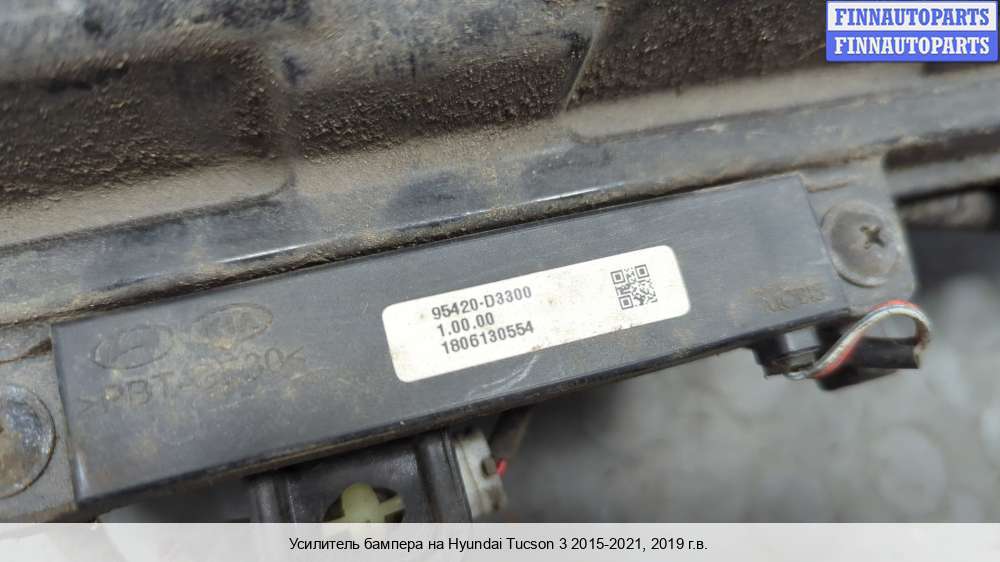 FINNAUTOPARTS
FINNAUTOPARTS
95420-D3300
1.00.00
1806130554
Усилитель бампера на Hyundai Tucson 3 2015-2021, 2019 г.в.